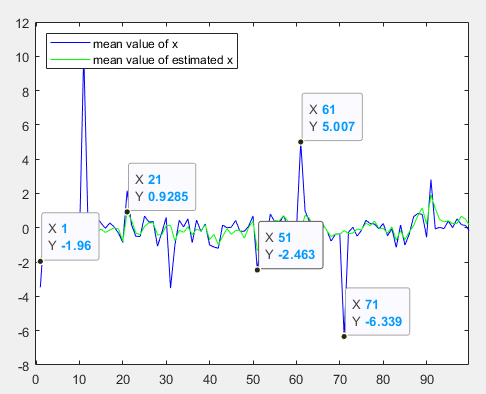 12
10
8
6
4
2
0
-2
-4
-6
-8
mean value of x
mean value of estimated x
X 61
Y 5.007
X 21
Y 0.9285
X 1
Y -1.96
X 51
Y -2.463
X 71
Y -6.339
0 10 20 30 40 50 60 70 80 90